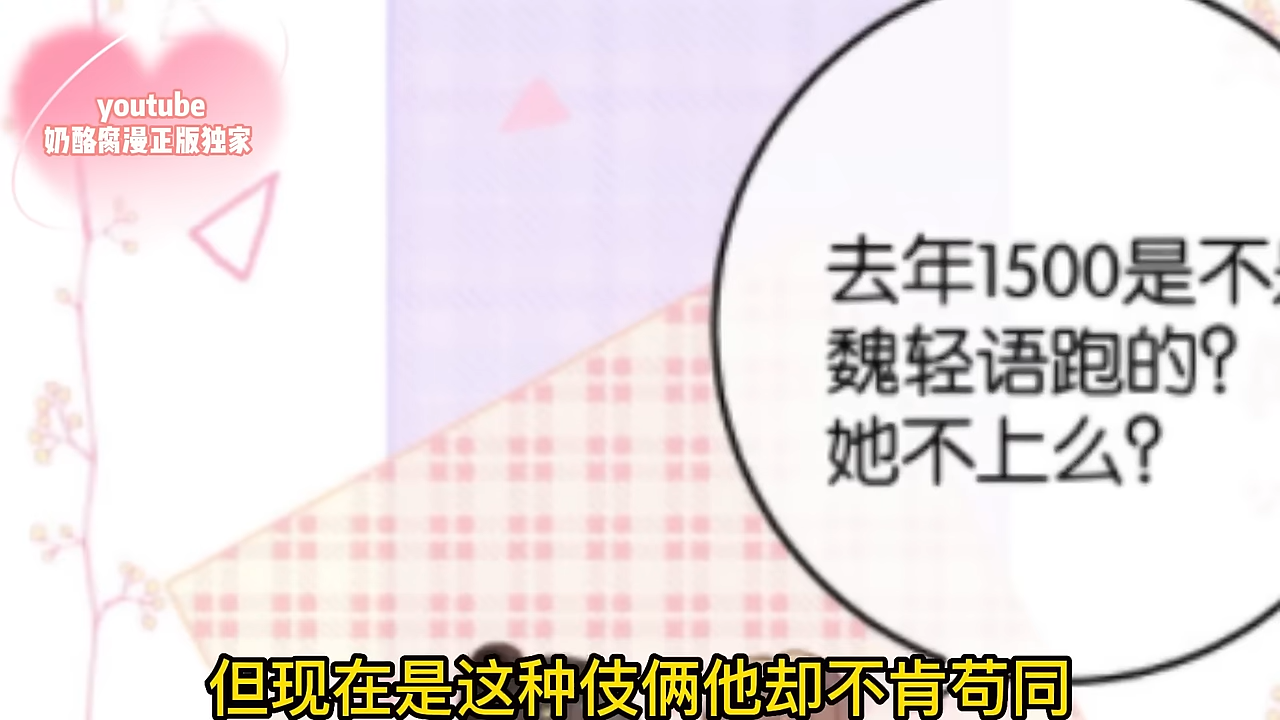 youtube
奶酪腐漫正版独家
去年1500是不
魏轻语跑的?
她不上么?
但现在是这种伎俩他却不肯苟同